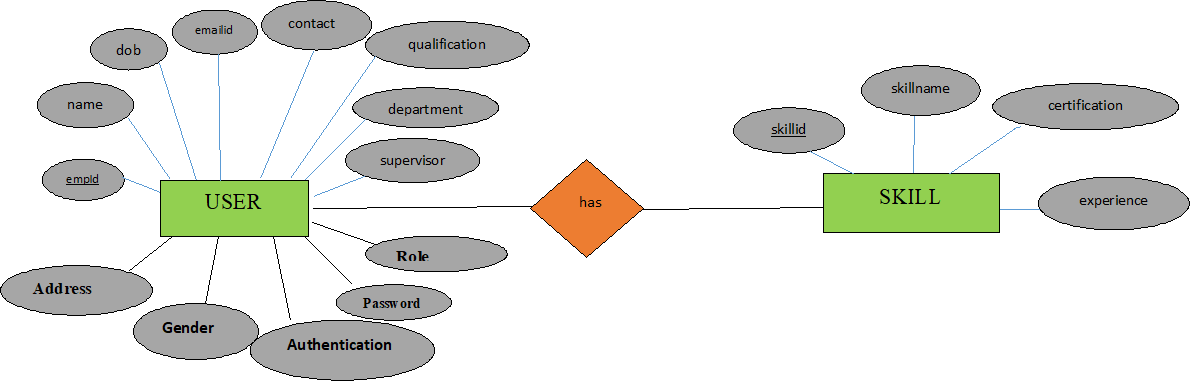 contact
emailid
qualification
dob
skillname
name
department
certification
skillid
supervisor
empId
USER
has
SKILL
experience
Role
Address
Password
Gender
Authentication